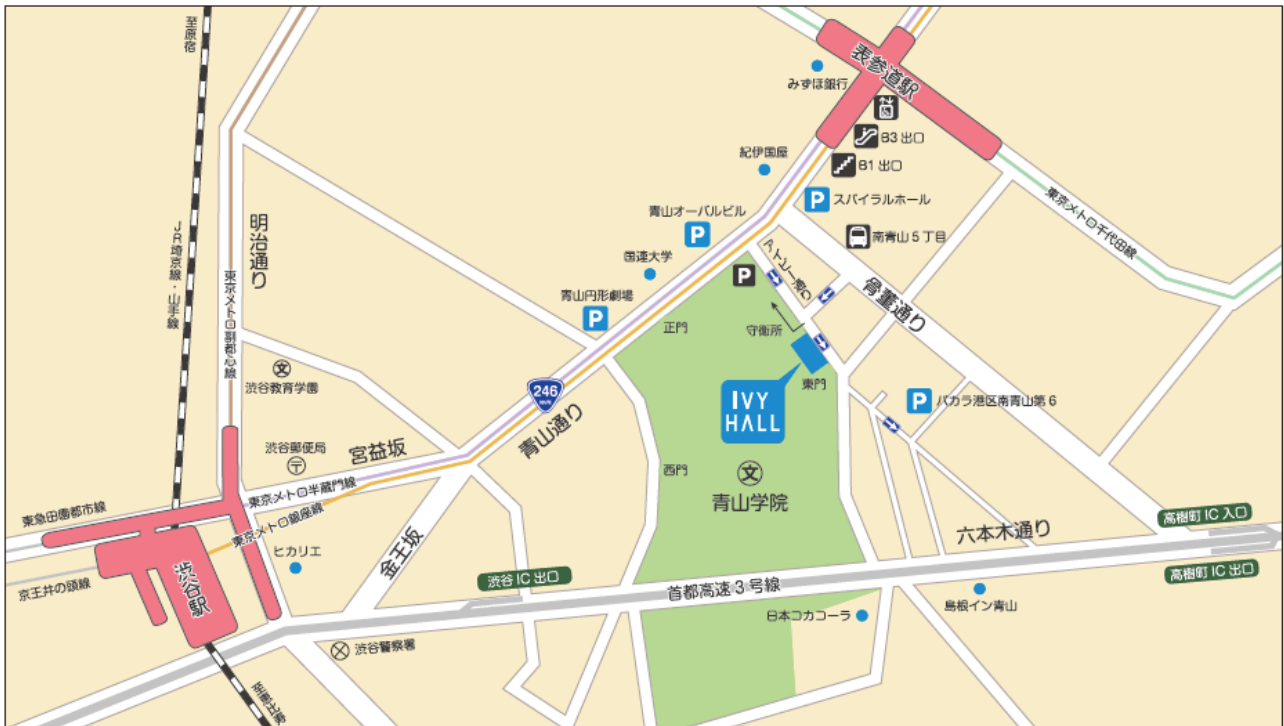 至原宿
表参道駅
みずほ銀行
B3 出口
B1 出口
紀伊国屋
P
スパイラルホール
東京メトロ千代田線
青山オーバルビル
P
南青山5丁目
明治通り
国連大学
P
骨董通り
JR埼京線・山手線
東京メトロ副都心線
青山円形劇場
P
正門
守衛所
文
渋谷教育学園
246
ROUTE
青山通り
IVY
HALL
東門
P
バカラ港区南青山第6
渋谷郵便局
宮益坂
西門
文
青山学院
東急田園都市線
東京メトロ半蔵門線
東京メトロ銀座線
ヒカリエ
金王坂
六本木通り
高樹町 IC 入口
渋谷 IC 出口
首都高速3号線
高樹町 IC 出口
京王井の頭線
渋谷駅
日本コカコーラ
島根イン青山
渋谷警察署